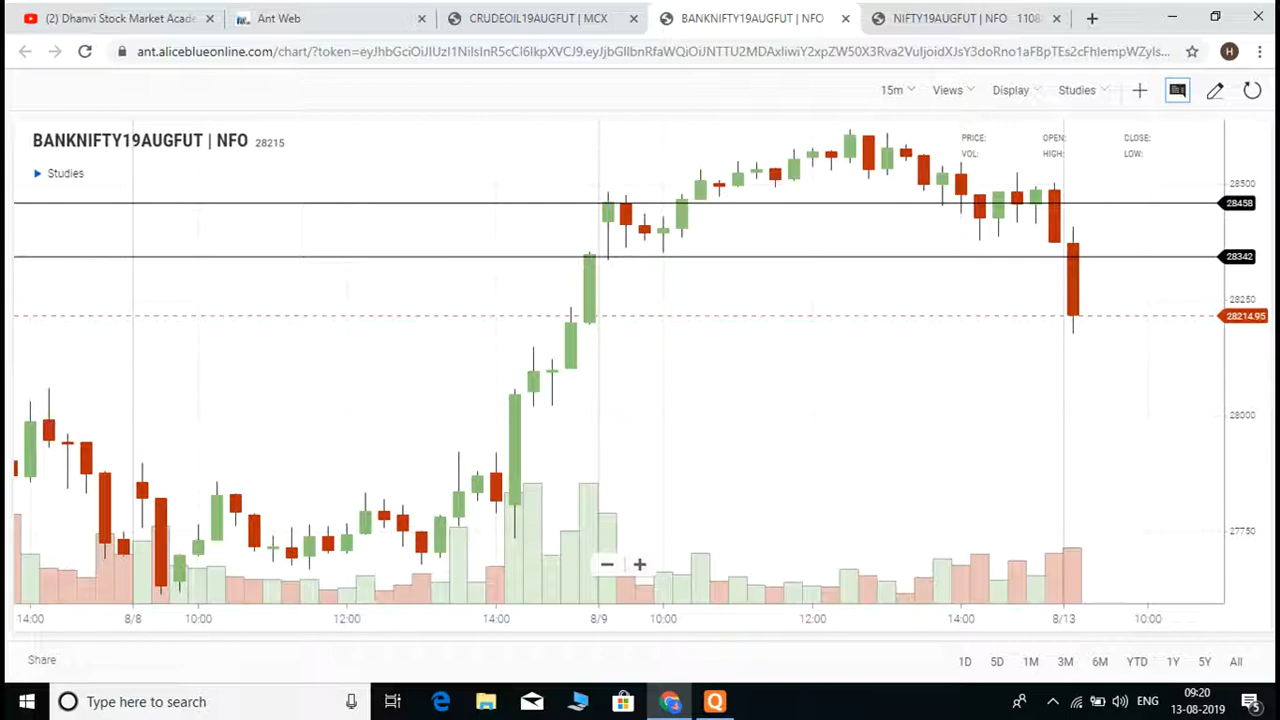 (2) Dhanvi Stock Market Acade
Ant Web
CRUDEOIL19AUGFUT | MCX
BANKNIFTY19AUGFUT | NFO
NIFTY19AUGFUT | NFO 1108
ant.aliceblueonline.com/chart/?token=
H
15m
Views
Display
Studies
BANKNIFTY19AUGFUT | NFO 28215
PRICE: OPEN: CLOSE:
VOL: HIGH: LOW:
Studies
28500
28458
28342
28250
28214.95
28000
27750
14:00 8/8 10:00 12:00 14:00 8/9 10:00 12:00 14:00 8/13 10:00
Share
1D 5D 1M 3M 6M YTD 1Y 5Y All
Type here to search
ENG
09:20
13-08-2019
5